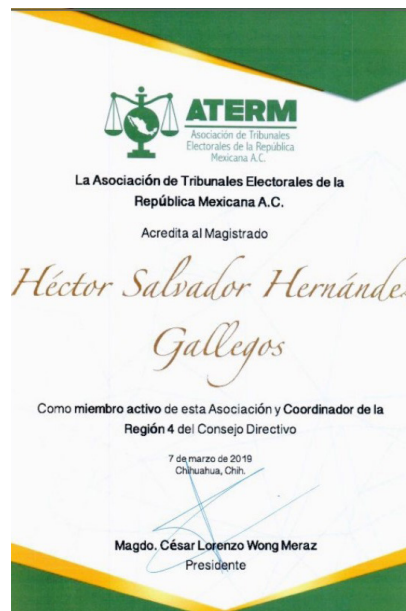 ATERM
Asociación de Tribunales
Electorales de la República
Mexicana A.C.
La Asociación de Tribunales Electorales de la
República Mexicana A.C.
Acredita al Magistrado
Héctor Salvador Hernánde
Gallegos
Como miembro activo de esta Asociación y Coordinador de la
Región 4 del Consejo Directivo
7 de marzo de 2019
Chihuahua, Chih.
Magdo. César Lorenzo Wong Meraz
Presidente